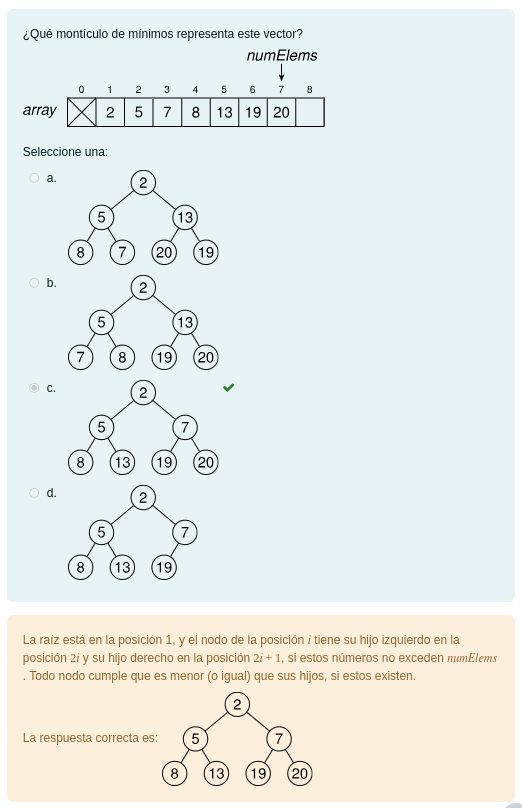 ¿Qué montículo de mínimos representa este vector?
numElems
0 1 2 3 4 5 6 7 8
array 2 5 7 8 13 19 20
Seleccione una:
a.
2
5 13
8 7 20 19
b.
2
5 13
7 8 19 20
c.
2
5 7
8 13 19 20
d.
2
5 7
8 13 19
La raíz está en la posición 1, y el nodo de la posición i tiene su hijo izquierdo en la
posición 2i y su hijo derecho en la posición 2i + 1, si estos números no exceden numElems
. Todo nodo cumple que es menor (o igual) que sus hijos, si estos existen.
2
5 7
La respuesta correcta es:
8 13 19 20